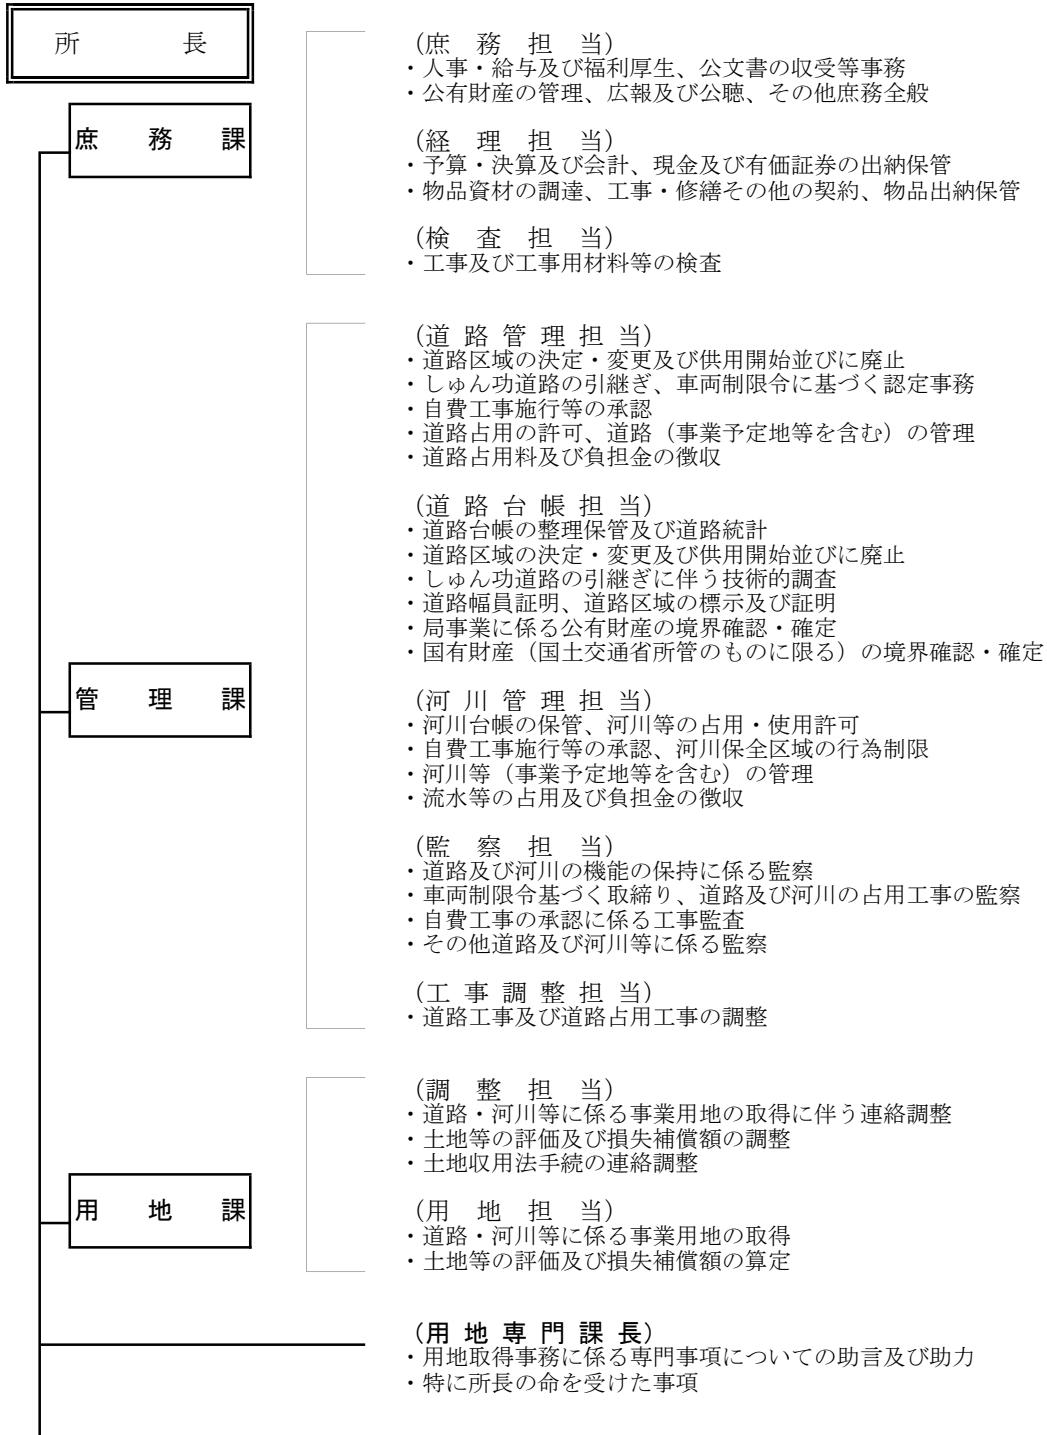 所　　　長
（庶　務　担　当）
・人事・給与及び福利厚生、公文書の収受等事務
・公有財産の管理、広報及び公聴、その他庶務全般
庶　務　課
（経　理　担　当）
・予算・決算及び会計、現金及び有価証券の出納保管
・物品資材の調達、工事・修繕その他の契約、物品出納保管
（検　査　担　当）
・工事及び工事用材料等の検査
（道 路 管 理 担 当）
・道路区域の決定・変更及び供用開始並びに廃止
・しゅん功道路の引継ぎ、車両制限令に基づく認定事務
・自費工事施行等の承認
・道路占用の許可、道路（事業予定地等を含む）の管理
・道路占用料及び負担金の徴収
（道 路 台 帳 担 当）
・道路台帳の整理保管及び道路統計
・道路区域の決定・変更及び供用開始並びに廃止
・しゅん功道路の引継ぎに伴う技術的調査
・道路幅員証明、道路区域の標示及び証明
・局事業に係る公有財産の境界確認・確定
・国有財産（国土交通省所管のものに限る）の境界確認・確定
管　理　課
（河 川 管 理 担 当）
・河川台帳の保管、河川等の占用・使用許可
・自費工事施行等の承認、河川保全区域の行為制限
・河川等（事業予定地等を含む）の管理
・流水等の占用及び負担金の徴収
（監　察　担　当）
・道路及び河川の機能の保持に係る監察
・車両制限令基づく取締り、道路及び河川の占用工事の監察
・自費工事の承認に係る工事監査
・その他道路及び河川等に係る監察
（工 事 調 整 担 当）
・道路工事及び道路占用工事の調整
（調　整　担　当）
・道路・河川等に係る事業用地の取得に伴う連絡調整
・土地等の評価及び損失補償額の調整
・土地収用法手続の連絡調整
用　地　課
（用　地　担　当）
・道路・河川等に係る事業用地の取得
・土地等の評価及び損失補償額の算定
（用 地 専 門 課 長）
・用地取得事務に係る専門事項についての助言及び助力
・特に所長の命を受けた事項